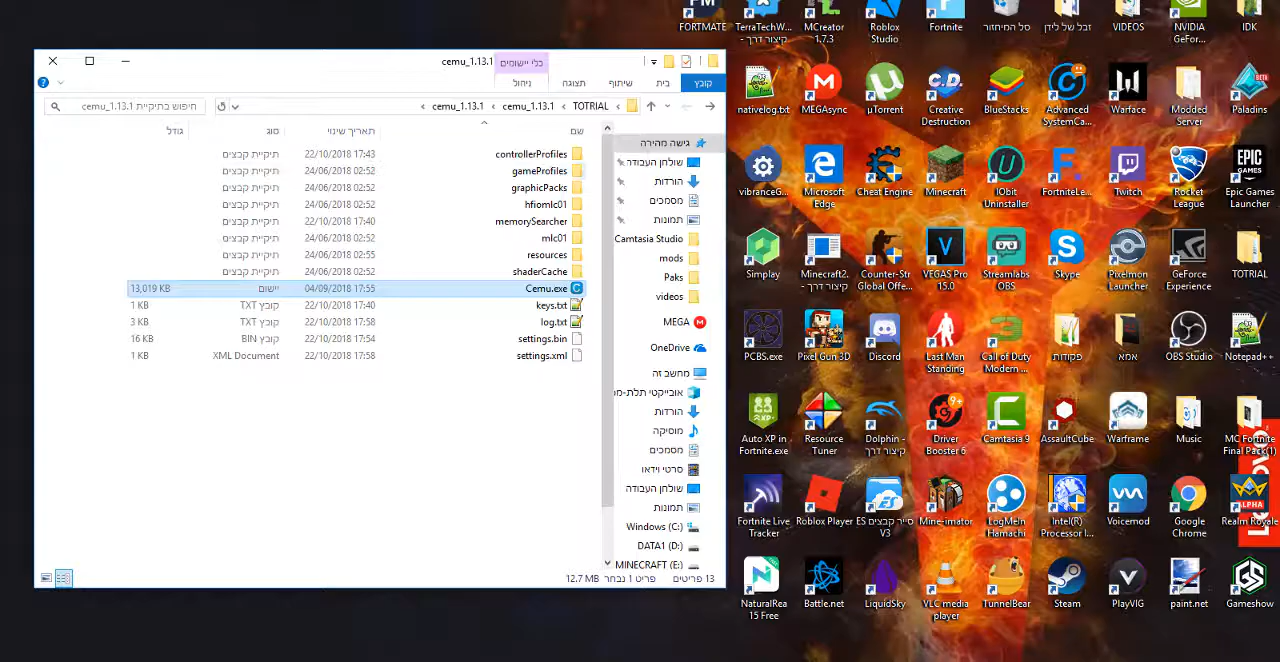 cemu_1.13.1
כלי יישומים
קובץ
בית
שיתוף
תצוגה
ניהול
TOTRIAL
cemu_1.13.1
cemu_1.13.1
חיפוש בתיקיית cemu_1.13.1
שם
תאריך שינוי
סוג
גודל
controllerProfiles 22/10/2018 17:43 תיקיית קבצים
gameProfiles 24/06/2018 02:52 תיקיית קבצים
graphicPacks 24/06/2018 02:52 תיקיית קבצים
hfiomlc01 24/06/2018 02:52 תיקיית קבצים
memorySearcher 22/10/2018 17:40 תיקיית קבצים
mlc01 24/06/2018 02:52 תיקיית קבצים
resources 24/06/2018 02:55 תיקיית קבצים
shaderCache 24/06/2018 02:52 תיקיית קבצים
Cemu.exe 04/09/2018 17:55 יישום 13,019 KB
keys.txt 22/10/2018 17:40 קובץ TXT 1 KB
log.txt 22/10/2018 17:58 קובץ TXT 3 KB
settings.bin 22/10/2018 17:54 קובץ BIN 16 KB
settings.xml 22/10/2018 17:58 XML Document 1 KB
גישה מהירה
שולחן העבודה
הורדות
מסמכים
תמונות
Camtasia Studio
mods
Paks
videos
MEGA
OneDrive
מחשב זה
אובייקטי תלת-מ
הורדות
מוסיקה
מסמכים
סרטי וידאו
שולחן העבודה
תמונות
Windows (C:)
DATA1 (D:)
MINECRAFT (E:)
13 פריטים פריט 1 נבחר 12.7 MB
FORTMATE
TerraTechW...
קיצור דרך -
MCreator
1.7.3
Roblox
Studio
Fortnite
סל המיחזור
זבל של לידן
VIDEOS
NVIDIA
GeFor...
IDK
nativelog.txt
MEGAsync
µTorrent
Creative
Destruction
BlueStacks
Advanced
SystemCa...
Warface
Modded
Server
Paladins
vibranceG...
Microsoft
Edge
Cheat Engine
Minecraft
IObit
Uninstaller
FortniteLe...
Twitch
Rocket
League
Epic Games
Launcher
Simplay
Minecraft2.
קיצור דרך -
Counter-Str
Global Offe...
VEGAS Pro
15.0
Streamlabs
OBS
Skype
Pixelmon
Launcher
GeForce
Experience
TOTRIAL
PCBS.exe
Pixel Gun 3D
Discord
Last Man
Standing
Call of Duty
Modern ...
פקודות
אמא
OBS Studio
Notepad++
Auto XP in
Fortnite.exe
Resource
Tuner
Dolphin -
קיצור דרך
Driver
Booster 6
Camtasia 9
AssaultCube
Warframe
Music
MC Fortnite
Final Pack(1)
Fortnite Live
Tracker
Roblox Player
סייר קבצים ES
V3
Mine-imator
LogMeIn
Hamachi
Intel(R)
Processor I...
Voicemod
Google
Chrome
Realm Royale
NaturalRea
15 Free
Battle.net
LiquidSky
VLC media
player
TunnelBear
Steam
PlayVIG
paint.net
Gameshow